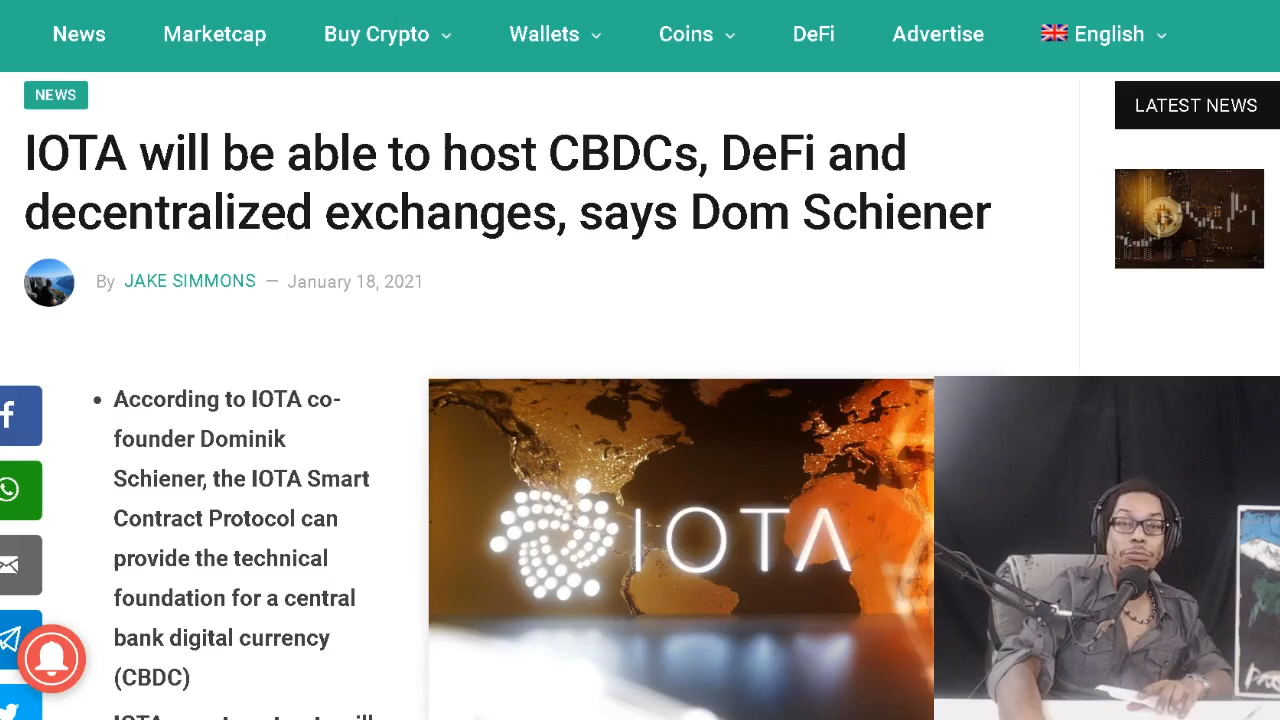 News
Marketcap
Buy Crypto
Wallets
Coins
DeFi
Advertise
English
NEWS
LATEST NEWS
IOTA will be able to host CBDCs, DeFi and
decentralized exchanges, says Dom Schiener
By JAKE SIMMONS — January 18, 2021
• According to IOTA co-
founder Dominik
Schiener, the IOTA Smart
Contract Protocol can
provide the technical
foundation for a central
bank digital currency
(CBDC)
IOTA